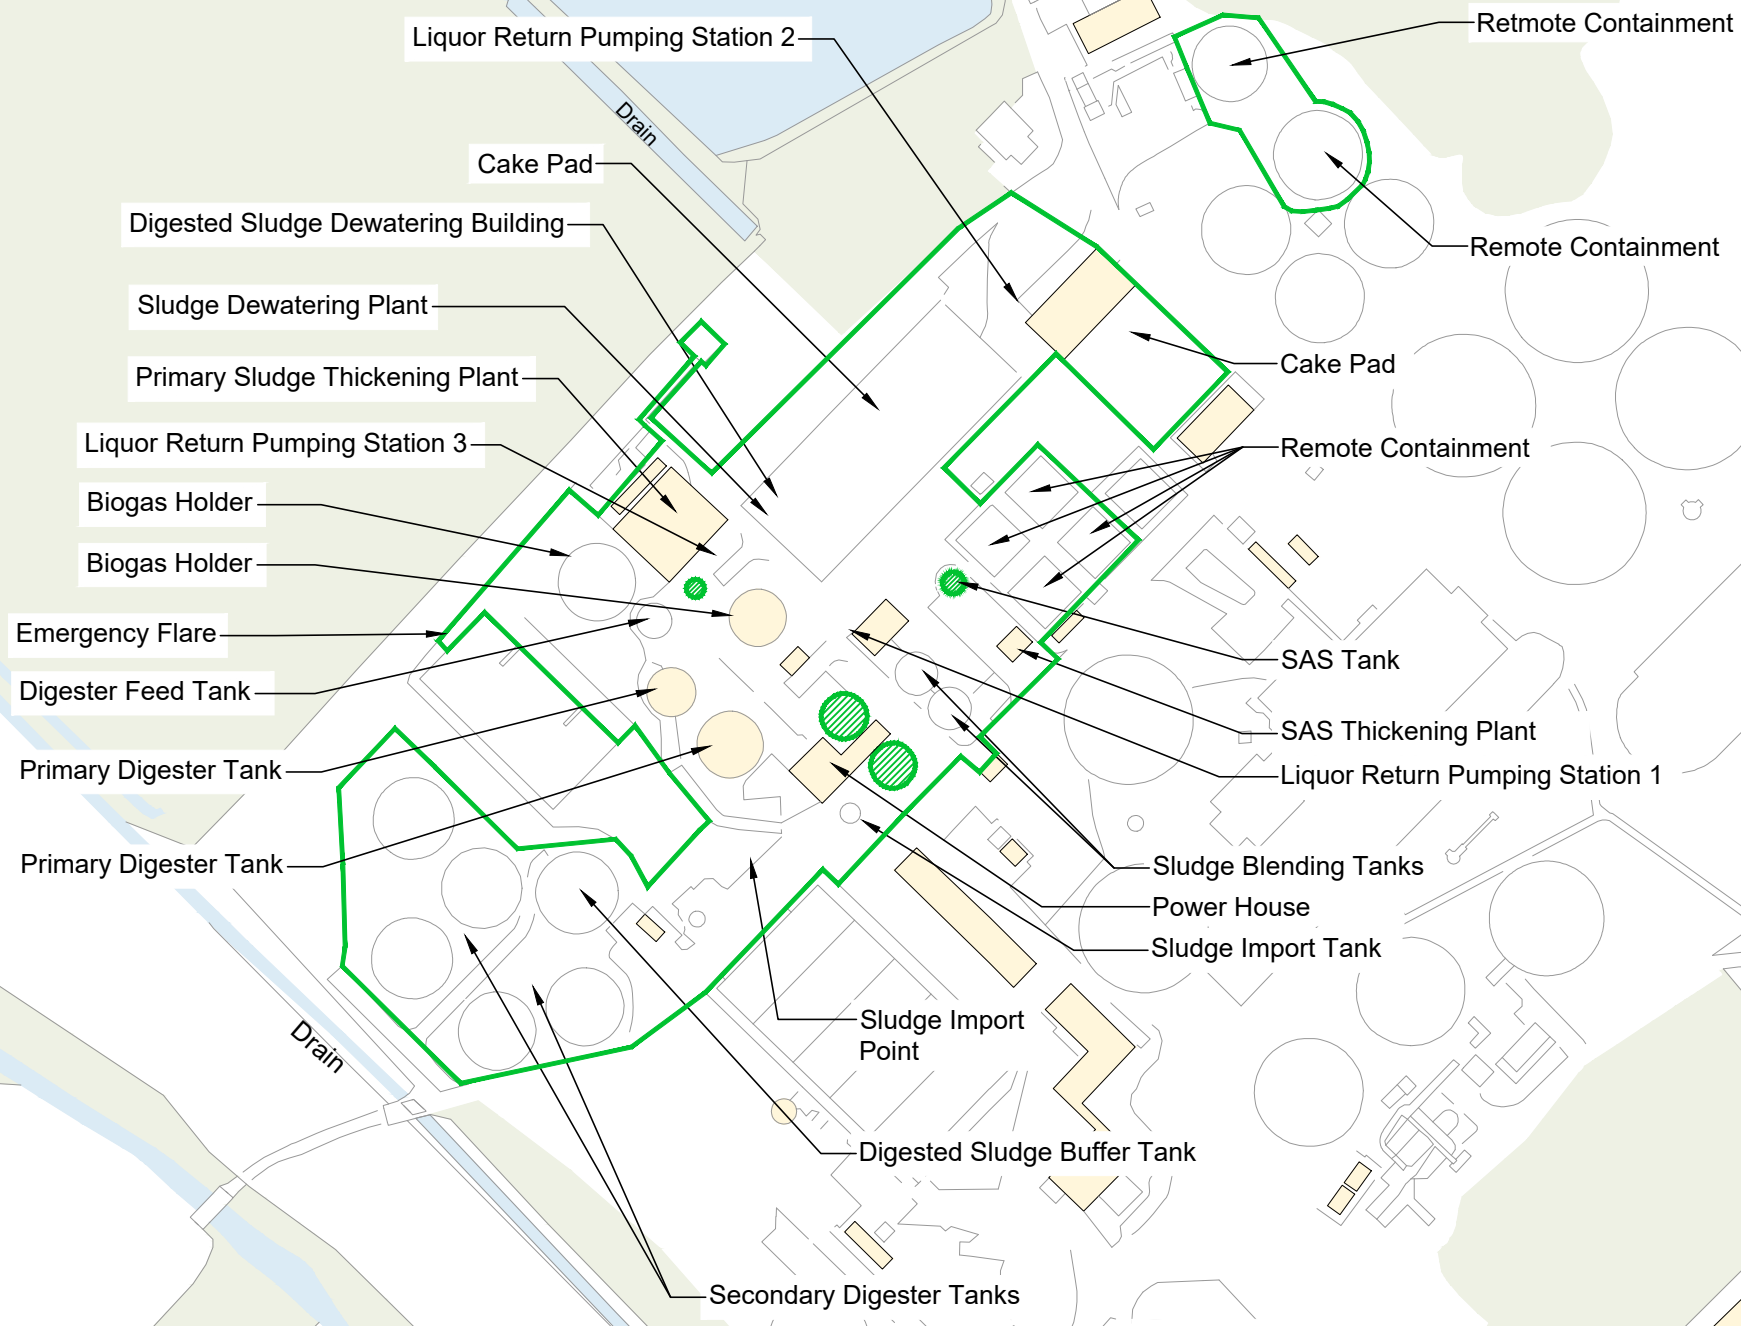 Retmote Containment
Liquor Return Pumping Station 2
Drain
Cake Pad
Digested Sludge Dewatering Building
Remote Containment
Sludge Dewatering Plant
Cake Pad
Primary Sludge Thickening Plant
Liquor Return Pumping Station 3
Remote Containment
Biogas Holder
Biogas Holder
Emergency Flare
SAS Tank
Digester Feed Tank
SAS Thickening Plant
Primary Digester Tank
Liquor Return Pumping Station 1
Primary Digester Tank
Sludge Blending Tanks
Power House
Sludge Import Tank
Sludge Import
Point
Drain
Digested Sludge Buffer Tank
Secondary Digester Tanks